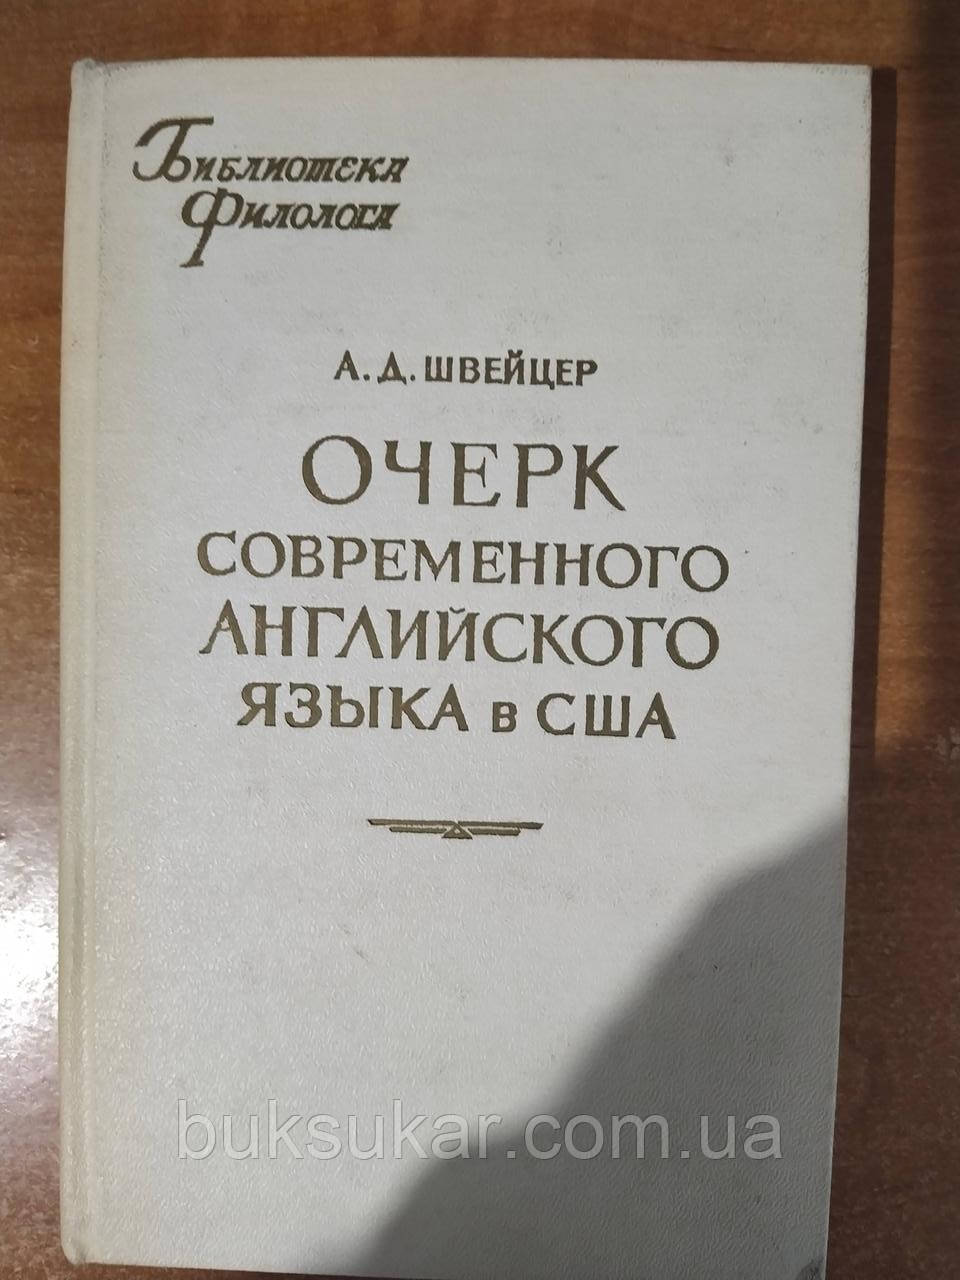 Библиотека
Филолога
А. Д. ШВЕЙЦЕР
ОЧЕРК
СОВРЕМЕННОГО
АНГЛИЙСКОГО
ЯЗЫКА в США
buksukar.com.ua